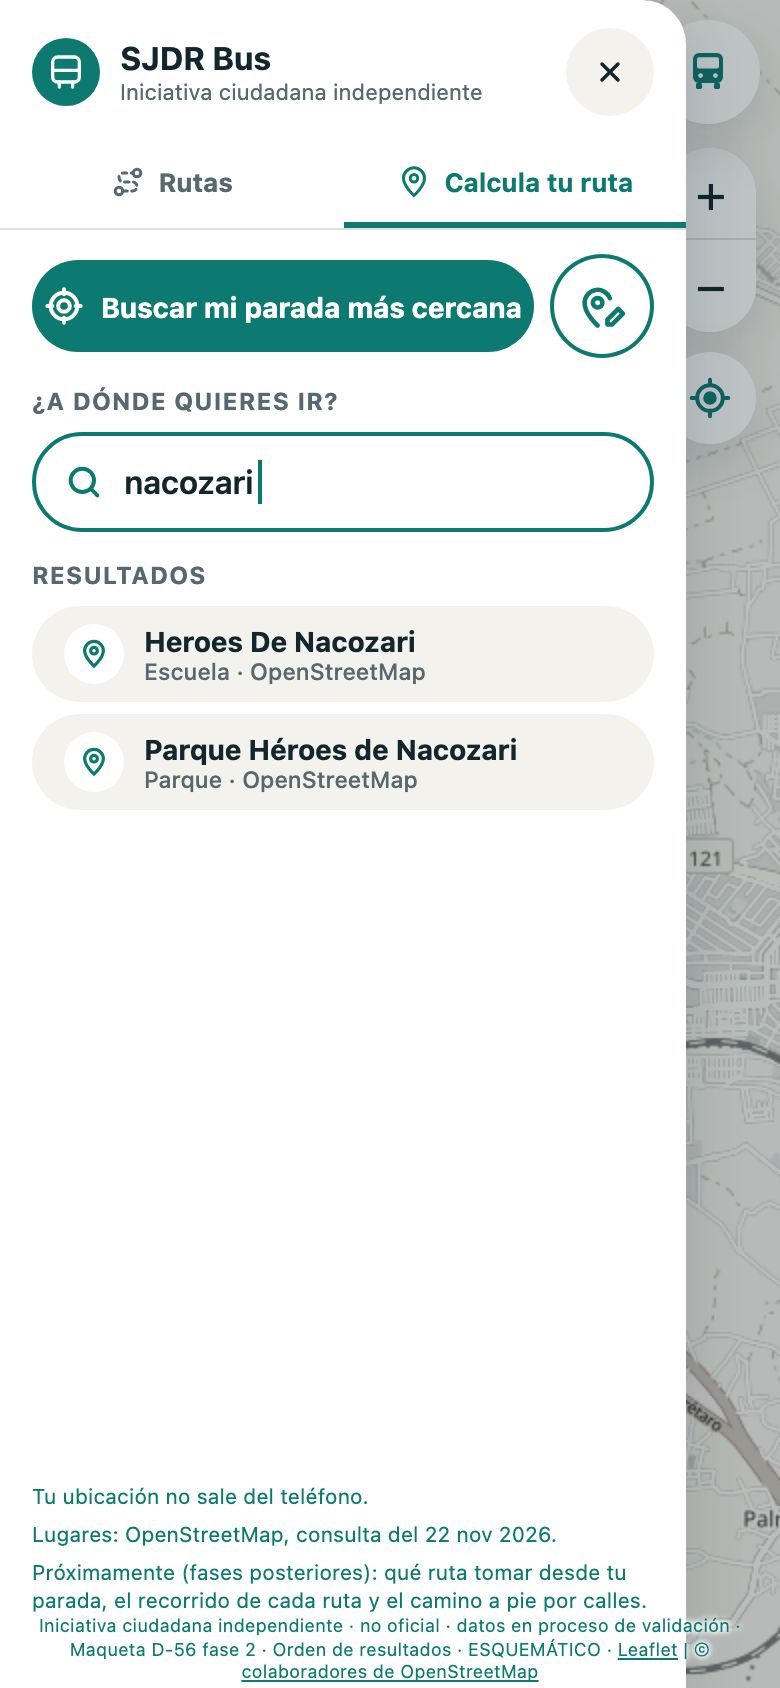 SJDR Bus
Iniciativa ciudadana independiente
Rutas
Calcula tu ruta
Buscar mi parada más cercana
¿A DÓNDE QUIERES IR?
nacozari
RESULTADOS
Heroes De Nacozari
Escuela · OpenStreetMap
Parque Héroes de Nacozari
Parque · OpenStreetMap
121
Tu ubicación no sale del teléfono.
Lugares: OpenStreetMap, consulta del 22 nov 2026.
Próximamente (fases posteriores): qué ruta tomar desde tu
parada, el recorrido de cada ruta y el camino a pie por calles.
Iniciativa ciudadana independiente · no oficial · datos en proceso de validación ·
Maqueta D-56 fase 2 · Orden de resultados · ESQUEMÁTICO · Leaflet | ©
colaboradores de OpenStreetMap